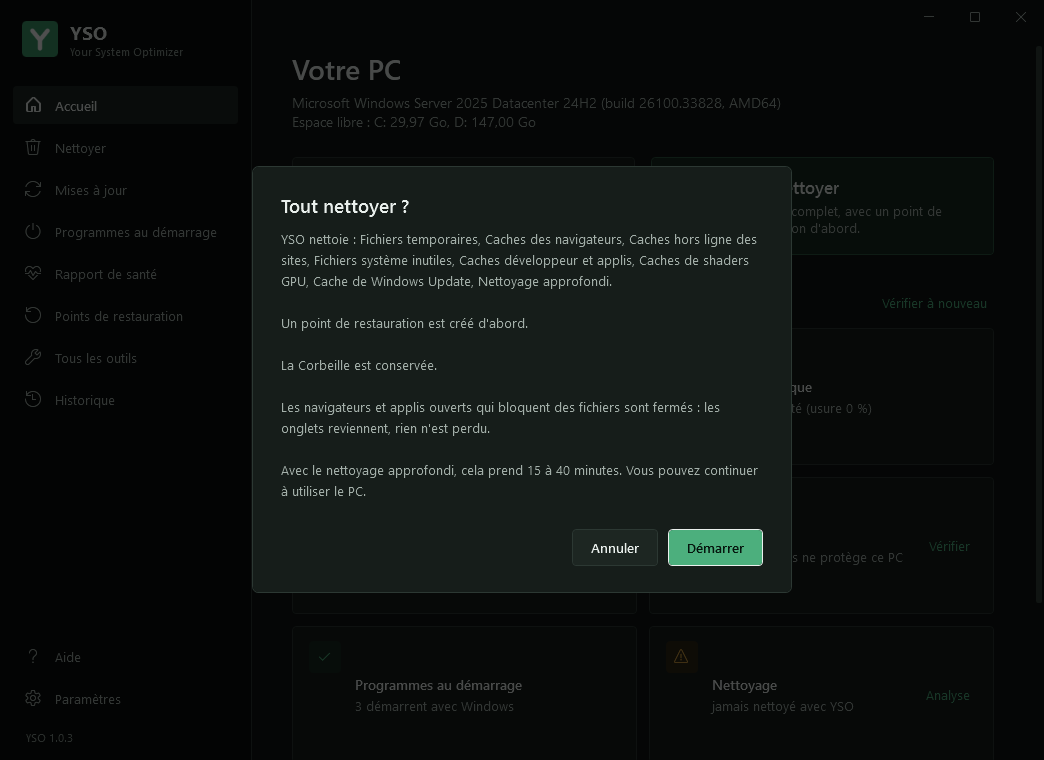 YSO
Your System Optimizer
Accueil
Nettoyer
Mises à jour
Programmes au démarrage
Rapport de santé
Points de restauration
Tous les outils
Historique
Aide
Paramètres
YSO 1.0.3
Votre PC
Microsoft Windows Server 2025 Datacenter 24H2 (build 26100.33828, AMD64)
Espace libre : C: 29,97 Go, D: 147,00 Go
ttoyer
complet, avec un point de
on d'abord.
Vérifier à nouveau
que
té (usure 0 %)
s ne protège ce PC
Vérifier
Tout nettoyer ?
YSO nettoie : Fichiers temporaires, Caches des navigateurs, Caches hors ligne des
sites, Fichiers système inutiles, Caches développeur et applis, Caches de shaders
GPU, Cache de Windows Update, Nettoyage approfondi.
Un point de restauration est créé d'abord.
La Corbeille est conservée.
Les navigateurs et applis ouverts qui bloquent des fichiers sont fermés : les
onglets reviennent, rien n'est perdu.
Avec le nettoyage approfondi, cela prend 15 à 40 minutes. Vous pouvez continuer
à utiliser le PC.
Annuler
Démarrer
Programmes au démarrage
3 démarrent avec Windows
Nettoyage
jamais nettoyé avec YSO
Analyse